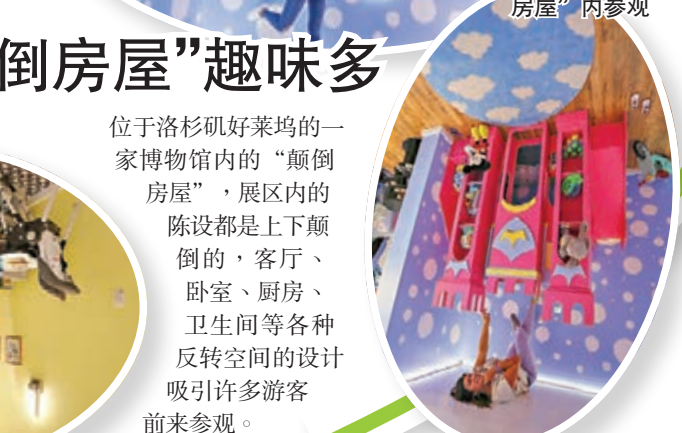 房屋”内参观
倒房屋”趣味多
位于洛杉矶好莱坞的一
家博物馆内的“颠倒
房屋”，展区内的
陈设都是上下颠
倒的，客厅、
卧室、厨房、
卫生间等各种
反转空间的设计
吸引许多游客
前来参观。